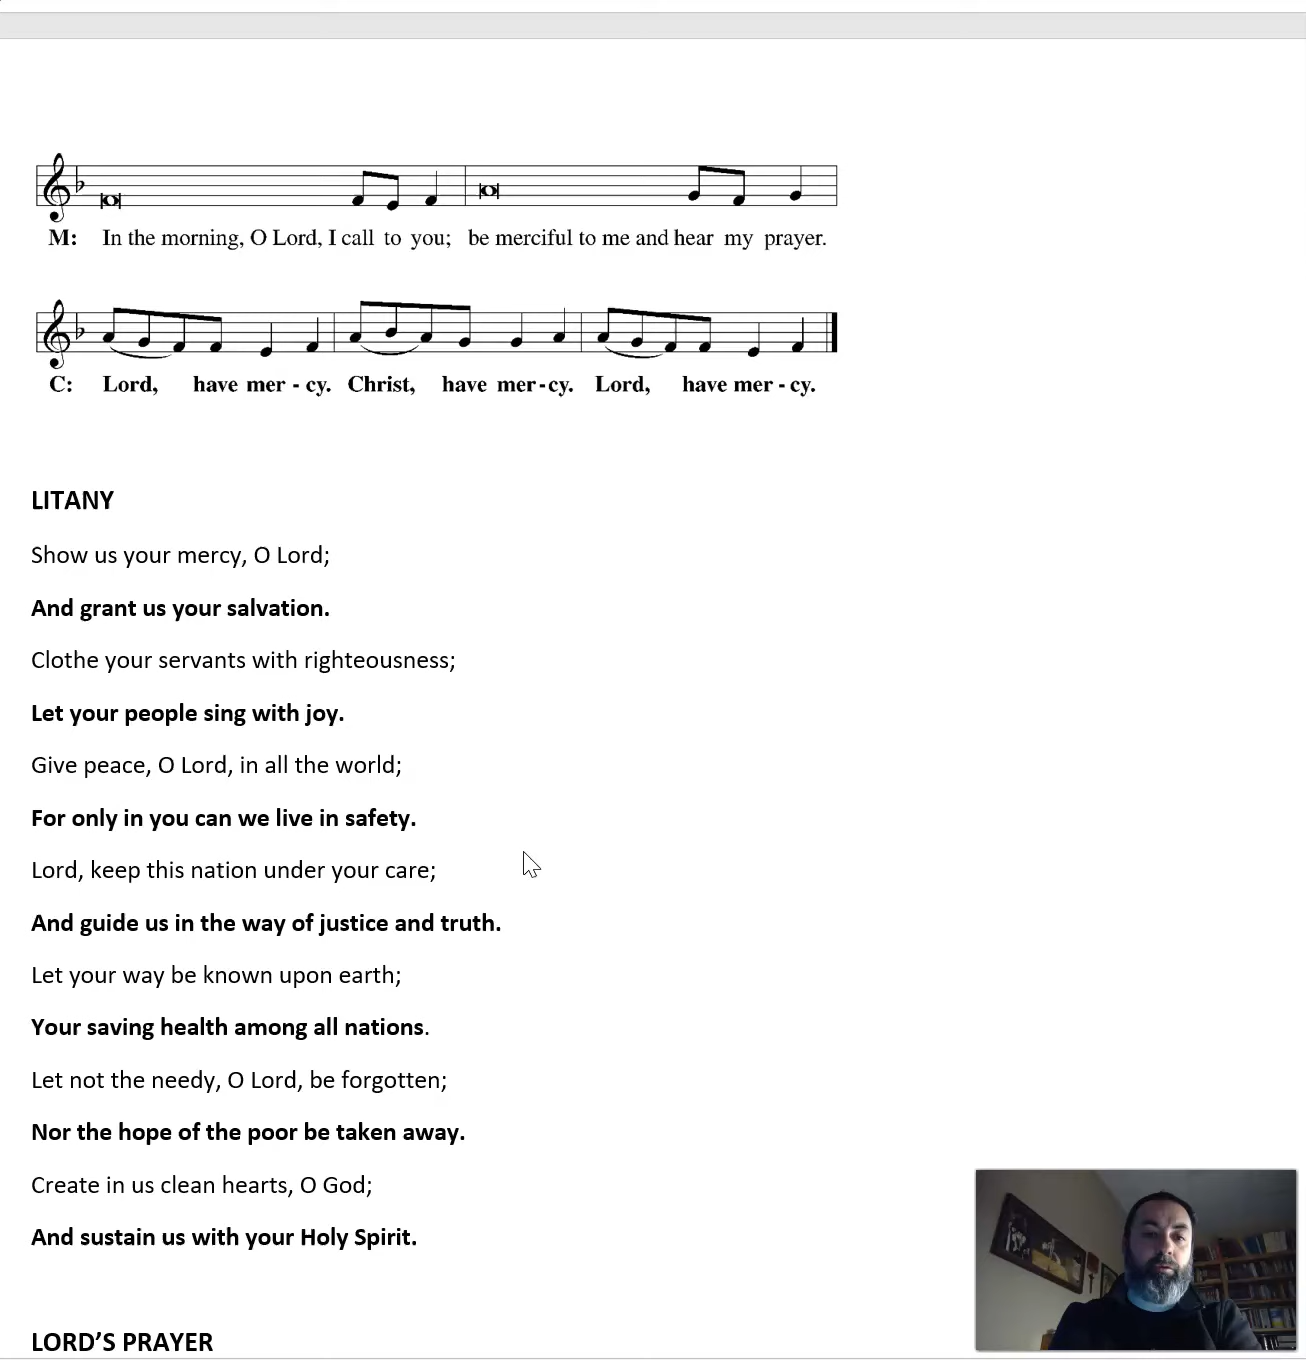 M: In the morning, O Lord, I call to you; be merciful to me and hear my prayer.
C: Lord, have mer - cy. Christ, have mer - cy. Lord, have mer - cy.
LITANY
Show us your mercy, O Lord;
And grant us your salvation.
Clothe your servants with righteousness;
Let your people sing with joy.
Give peace, O Lord, in all the world;
For only in you can we live in safety.
Lord, keep this nation under your care;
And guide us in the way of justice and truth.
Let your way be known upon earth;
Your saving health among all nations.
Let not the needy, O Lord, be forgotten;
Nor the hope of the poor be taken away.
Create in us clean hearts, O God;
And sustain us with your Holy Spirit.
LORD’S PRAYER